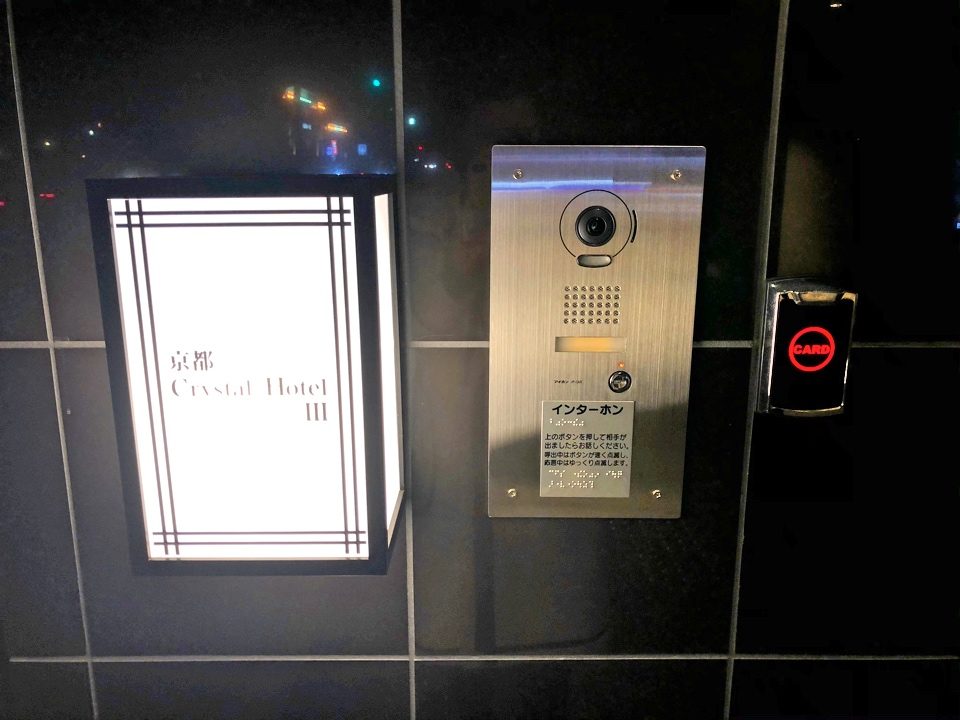 京都
Crystal Hotel
III
CARD
インターホン
上のボタンを押して相手が
出ましたらお話しください。
呼出中はボタンが速く点滅し、
応答中はゆっくり点滅します。